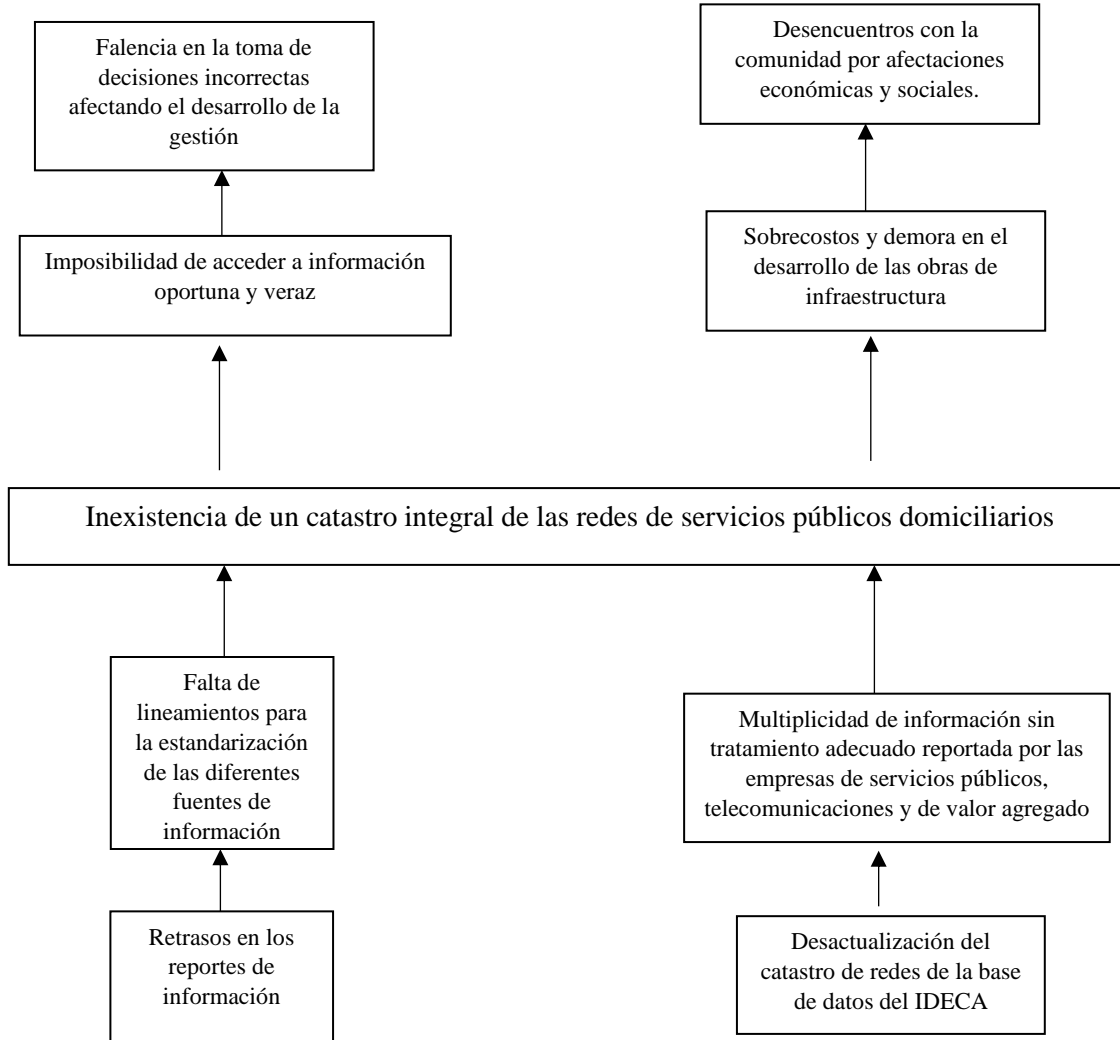 Falencia en la toma de
decisiones incorrectas
afectando el desarrollo de la
gestión
Desencuentros con la
comunidad por afectaciones
económicas y sociales.
Imposibilidad de acceder a información
oportuna y veraz
Sobrecostos y demora en el
desarrollo de las obras de
infraestructura
Inexistencia de un catastro integral de las redes de servicios públicos domiciliarios
Falta de
lineamientos para
la estandarización
de las diferentes
fuentes de
información
Multiplicidad de información sin
tratamiento adecuado reportada por las
empresas de servicios públicos,
telecomunicaciones y de valor agregado
Retrasos en los
reportes de
información
Desactualización del
catastro de redes de la base
de datos del IDECA